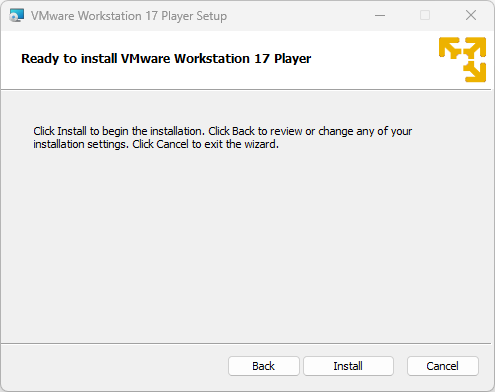 VMware Workstation 17 Player Setup
Ready to install VMware Workstation 17 Player
Click Install to begin the installation. Click Back to review or change any of your
installation settings. Click Cancel to exit the wizard.
Back
Install
Cancel